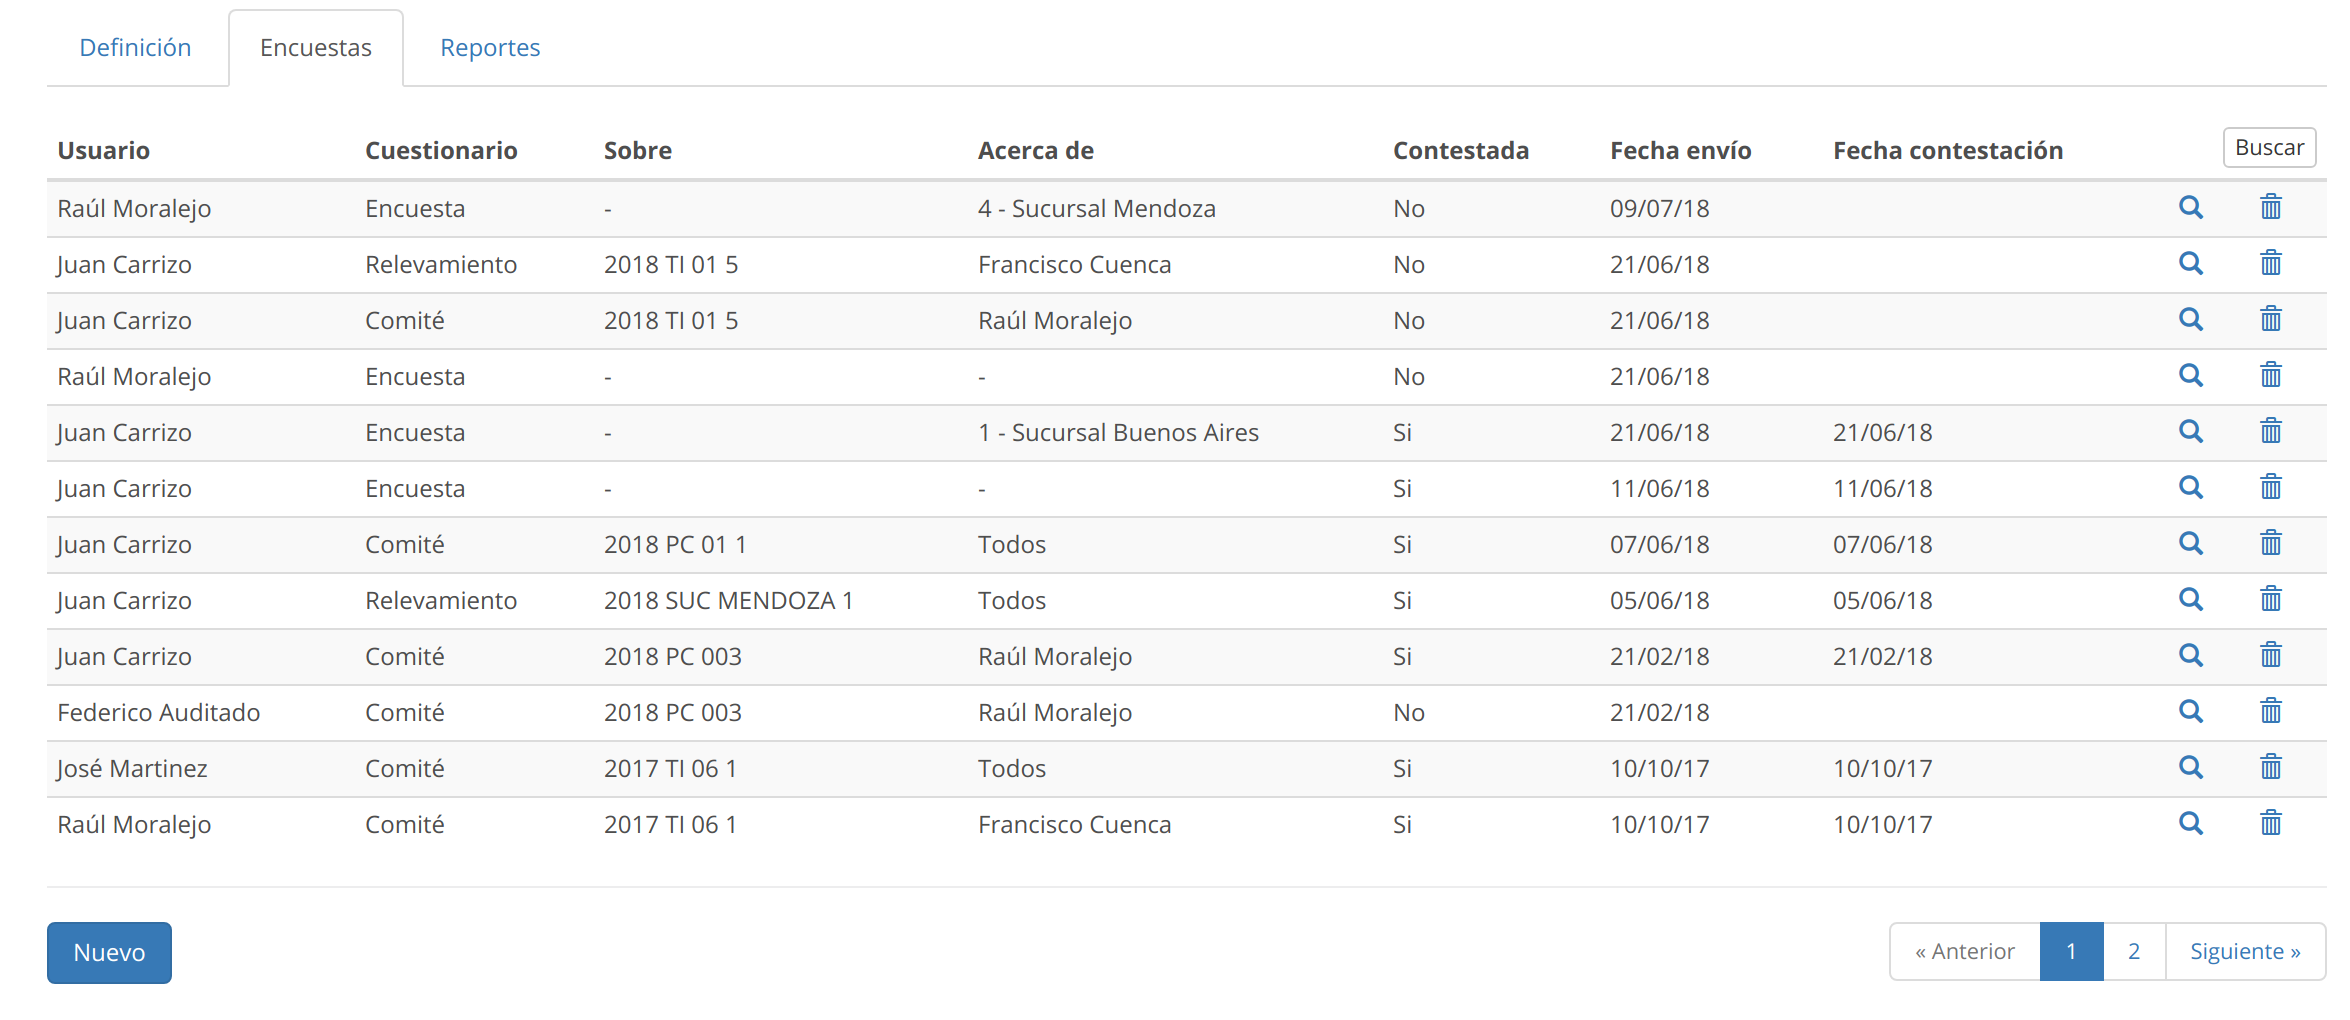 Definición Encuestas Reportes
Usuario Cuestionario Sobre Acerca de Contestada Fecha envío Fecha contestación Buscar
Raúl Moralejo Encuesta - 4 - Sucursal Mendoza No 09/07/18
Juan Carrizo Relevamiento 2018 TI 01 5 Francisco Cuenca No 21/06/18
Juan Carrizo Comité 2018 TI 01 5 Raúl Moralejo No 21/06/18
Raúl Moralejo Encuesta - - No 21/06/18
Juan Carrizo Encuesta - 1 - Sucursal Buenos Aires Si 21/06/18 21/06/18
Juan Carrizo Encuesta - - Si 11/06/18 11/06/18
Juan Carrizo Comité 2018 PC 01 1 Todos Si 07/06/18 07/06/18
Juan Carrizo Relevamiento 2018 SUC MENDOZA 1 Todos Si 05/06/18 05/06/18
Juan Carrizo Comité 2018 PC 003 Raúl Moralejo Si 21/02/18 21/02/18
Federico Auditado Comité 2018 PC 003 Raúl Moralejo No 21/02/18
José Martinez Comité 2017 TI 06 1 Todos Si 10/10/17 10/10/17
Raúl Moralejo Comité 2017 TI 06 1 Francisco Cuenca Si 10/10/17 10/10/17
Nuevo « Anterior 1 2 Siguiente »